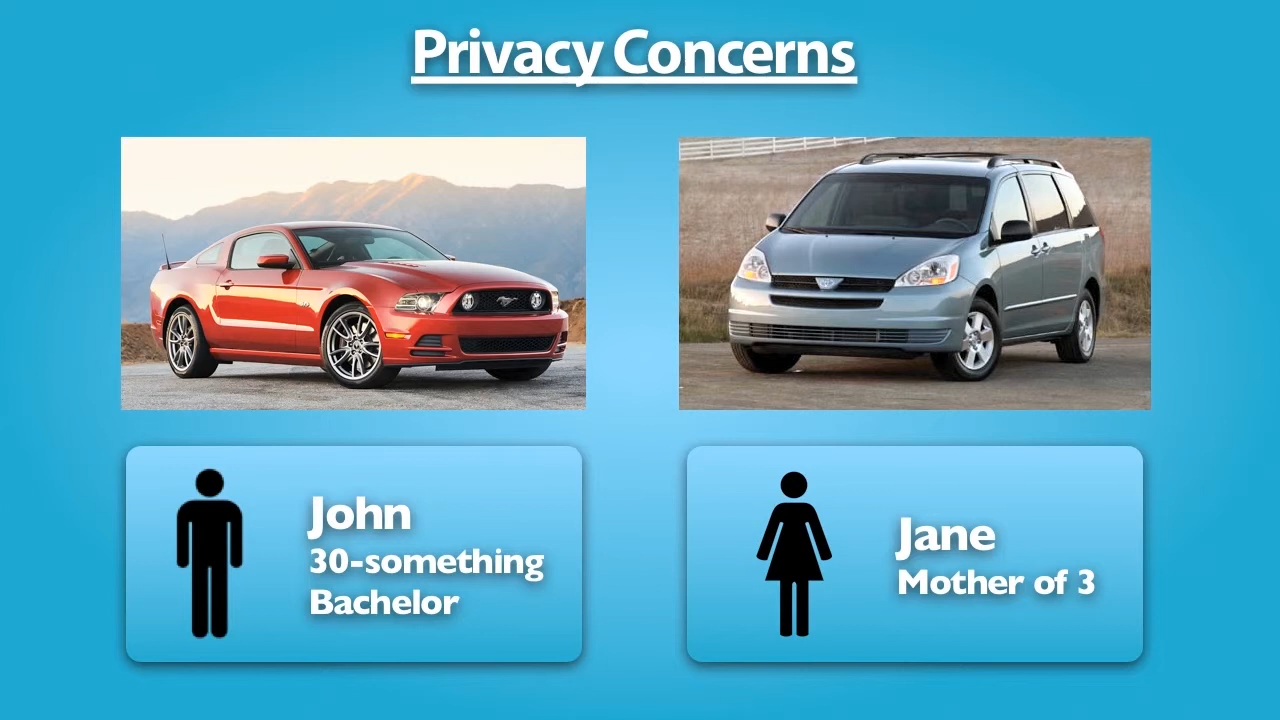 Privacy Concerns
John
30-something
Bachelor
Jane
Mother of 3